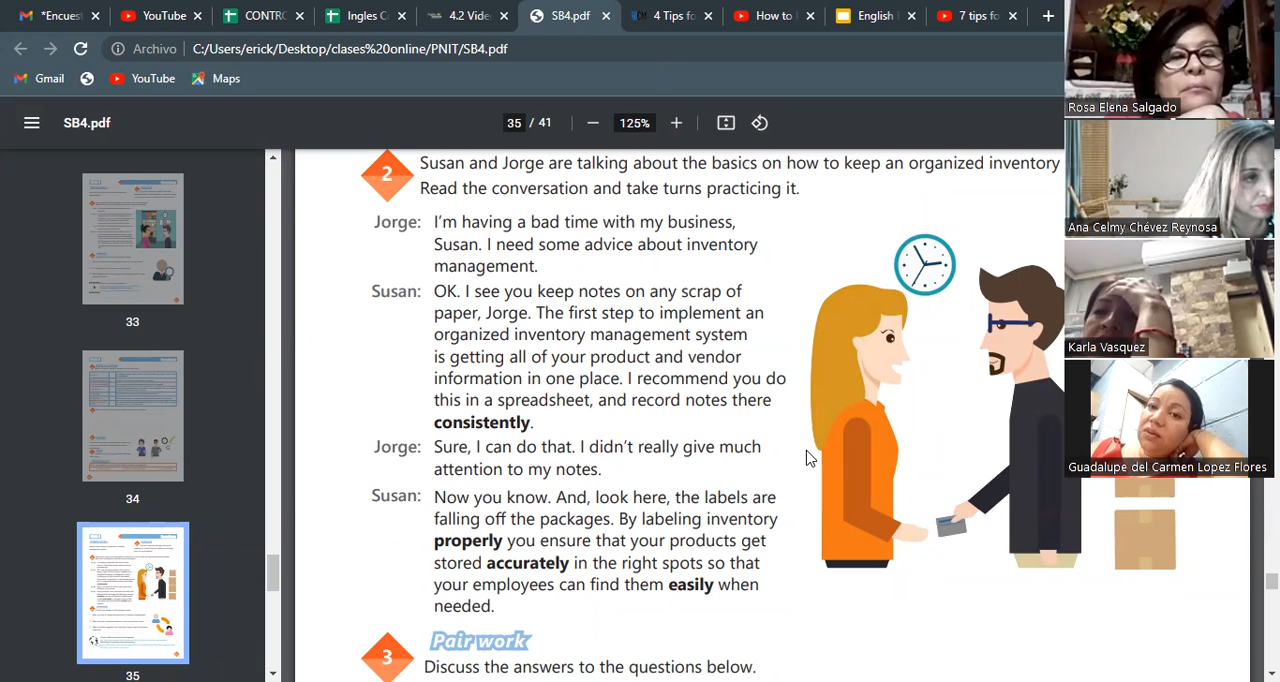 *Encues
YouTube
CONTRO
Ingles C
4.2 Vide
SB4.pdf
4 Tips fo
How to
English
7 tips fo
Archivo
C:/Users/erick/Desktop/clases%20online/PNIT/SB4.pdf
Gmail
YouTube
Maps
SB4.pdf
35 / 41
125%
33
34
35
2
Susan and Jorge are talking about the basics on how to keep an organized inventory
Read the conversation and take turns practicing it.
Jorge: I'm having a bad time with my business,
Susan. I need some advice about inventory
management.
Susan: OK. I see you keep notes on any scrap of
paper, Jorge. The first step to implement an
organized inventory management system
is getting all of your product and vendor
information in one place. I recommend you do
this in a spreadsheet, and record notes there
consistently.
Jorge: Sure, I can do that. I didn't really give much
attention to my notes.
Susan: Now you know. And, look here, the labels are
falling off the packages. By labeling inventory
properly you ensure that your products get
stored accurately in the right spots so that
your employees can find them easily when
needed.
3
Pair work
Discuss the answers to the questions below.
Rosa Elena Salgado
Ana Celmy Chévez Reynosa
Karla Vasquez
Guadalupe del Carmen Lopez Flores